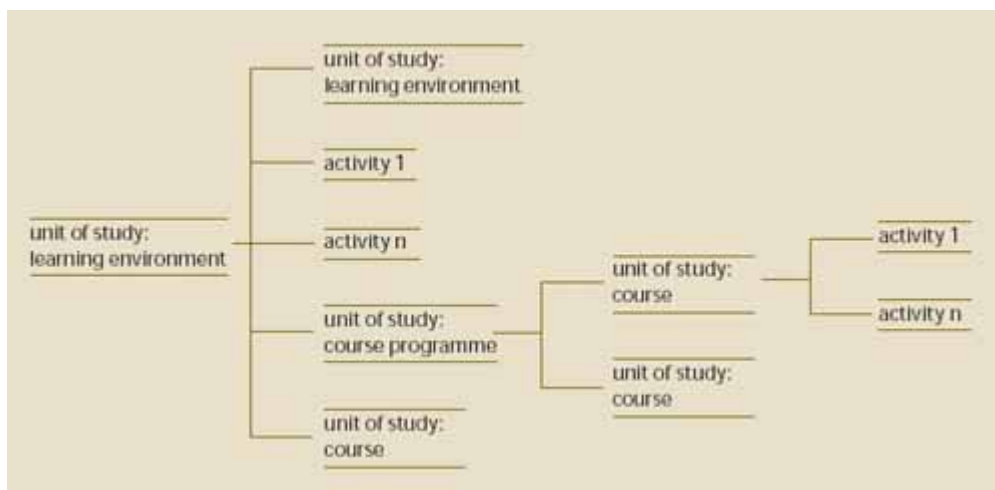 unit of study:
learning environment
unit of study:
learning environment
activity 1
activity n
unit of study:
course programme
unit of study:
course
unit of study:
course
unit of study:
course
activity 1
activity n